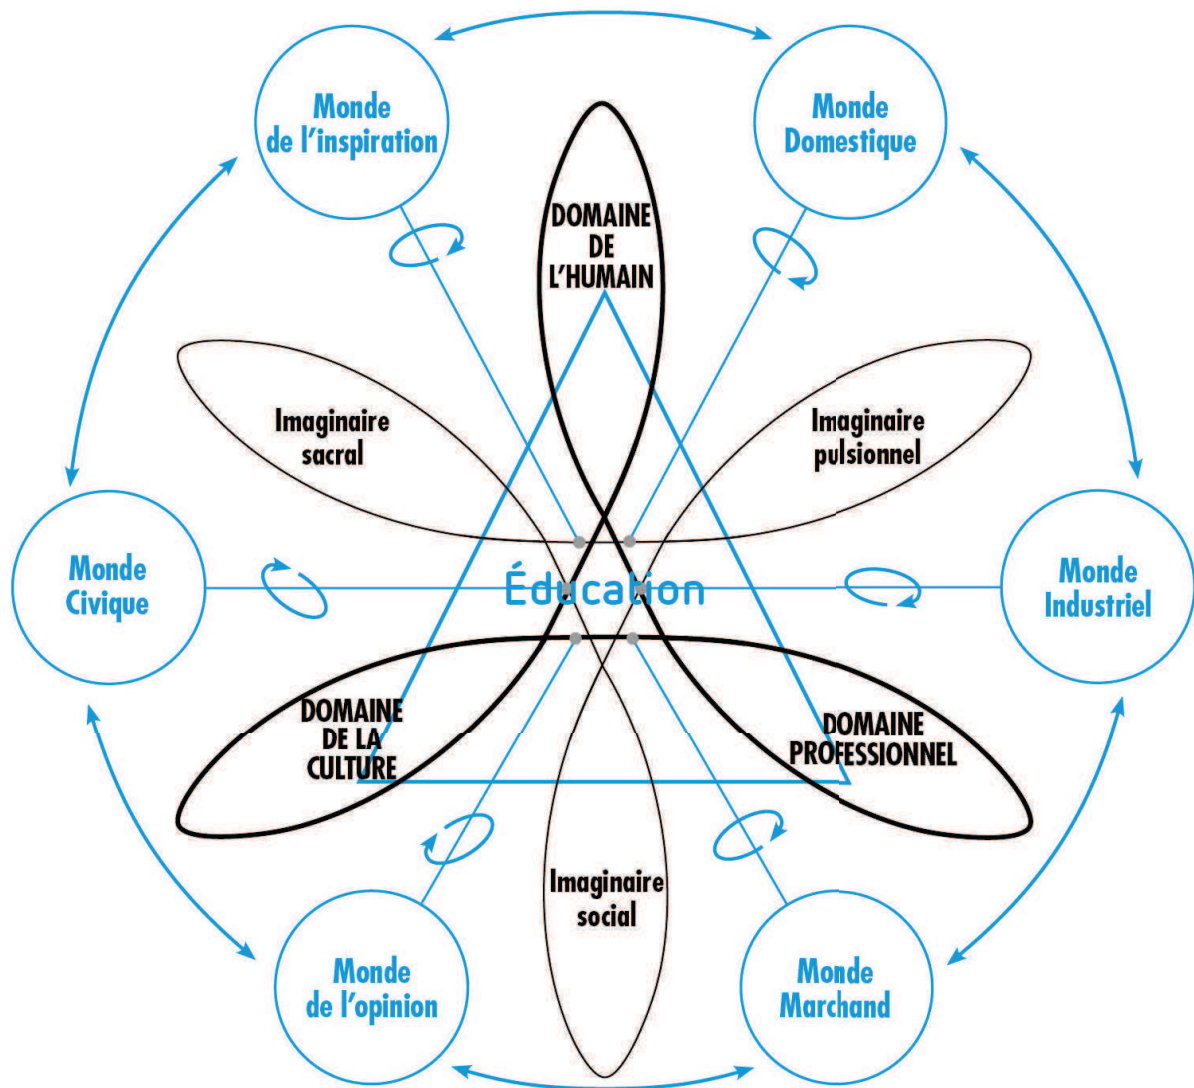 Monde
de l'inspiration
Monde
Domestique
DOMAINE
DE
L'HUMAIN
Imaginaire
sacral
Imaginaire
pulsionnel
Monde
Civique
Éducation
Monde
Industriel
DOMAINE
DE LA
CULTURE
DOMAINE
PROFESSIONNEL
Imaginaire
social
Monde
de l'opinion
Monde
Marchand